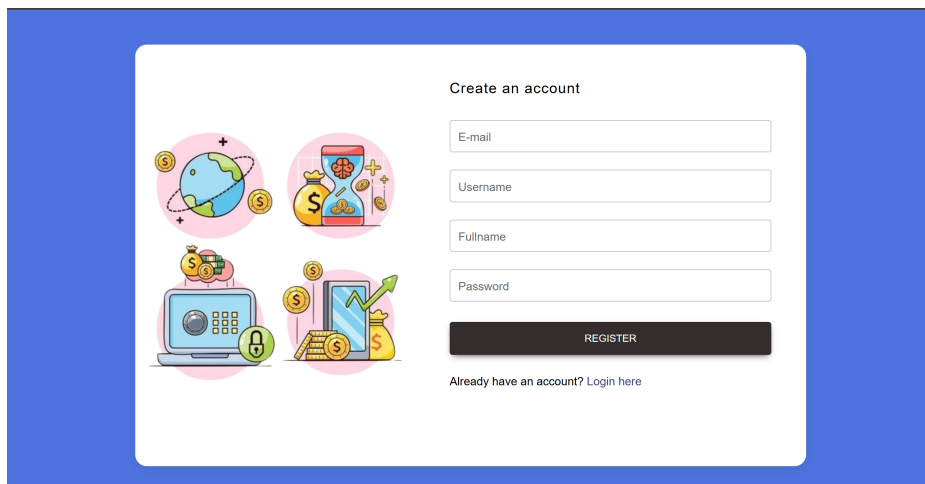 Create an account
E-mail
Username
Fullname
Password
REGISTER
Already have an account? Login here